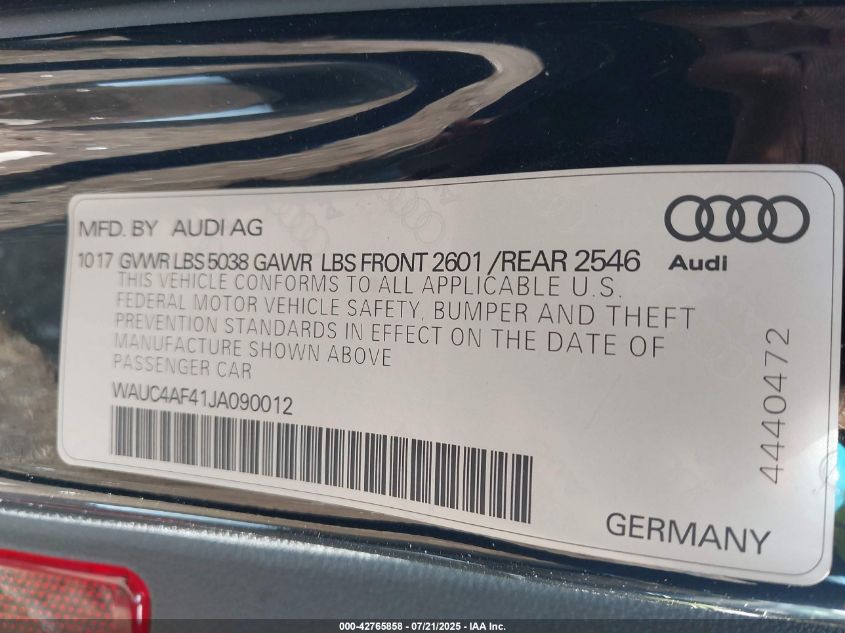 MFD. BY AUDI AG
Audi
1017 GVWR LBS 5038 GAWR LBS FRONT 2601 /REAR 2546
THIS VEHICLE CONFORMS TO ALL APPLICABLE U.S.
FEDERAL MOTOR VEHICLE SAFETY, BUMPER AND THEFT
PREVENTION STANDARDS IN EFFECT ON THE DATE OF
MANUFACTURE SHOWN ABOVE
PASSENGER CAR
WAUC4AF41JA090012
4440472
GERMANY
000-42765858 - 07/21/2025 - IAA Inc.